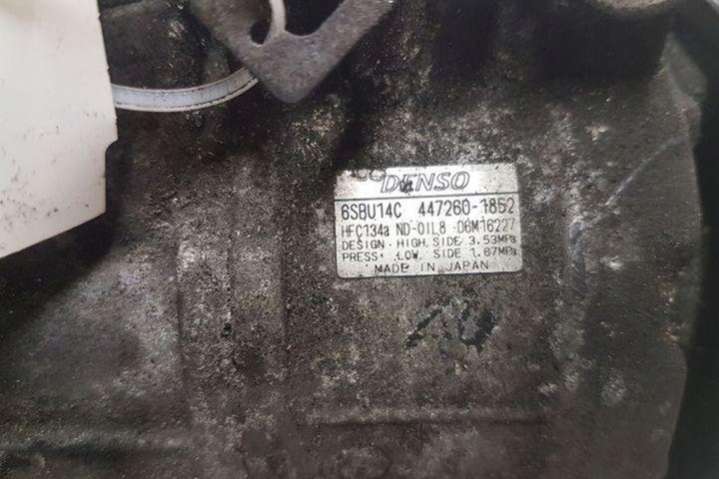 DENSO
6SBU14C 447260-1852
HFC134a ND-OIL8 D6M16227
DESIGN HIGH SIDE 3.53MPa
PRESS. LOW SIDE 1.67MPa
MADE IN JAPAN